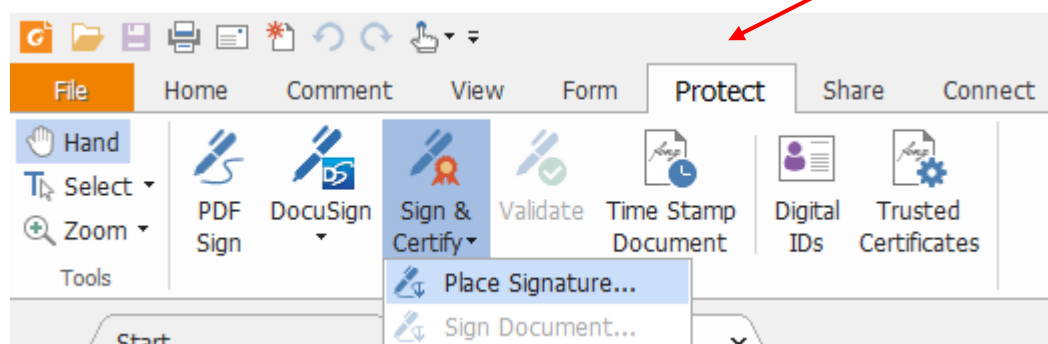 File Home Comment View Form Protect Share Connect
Hand
Select
Zoom
Tools
PDF
Sign
DocuSign
Sign &
Certify
Validate
Time Stamp
Document
Digital
IDs
Trusted
Certificates
Place Signature...
Sign Document...
Start